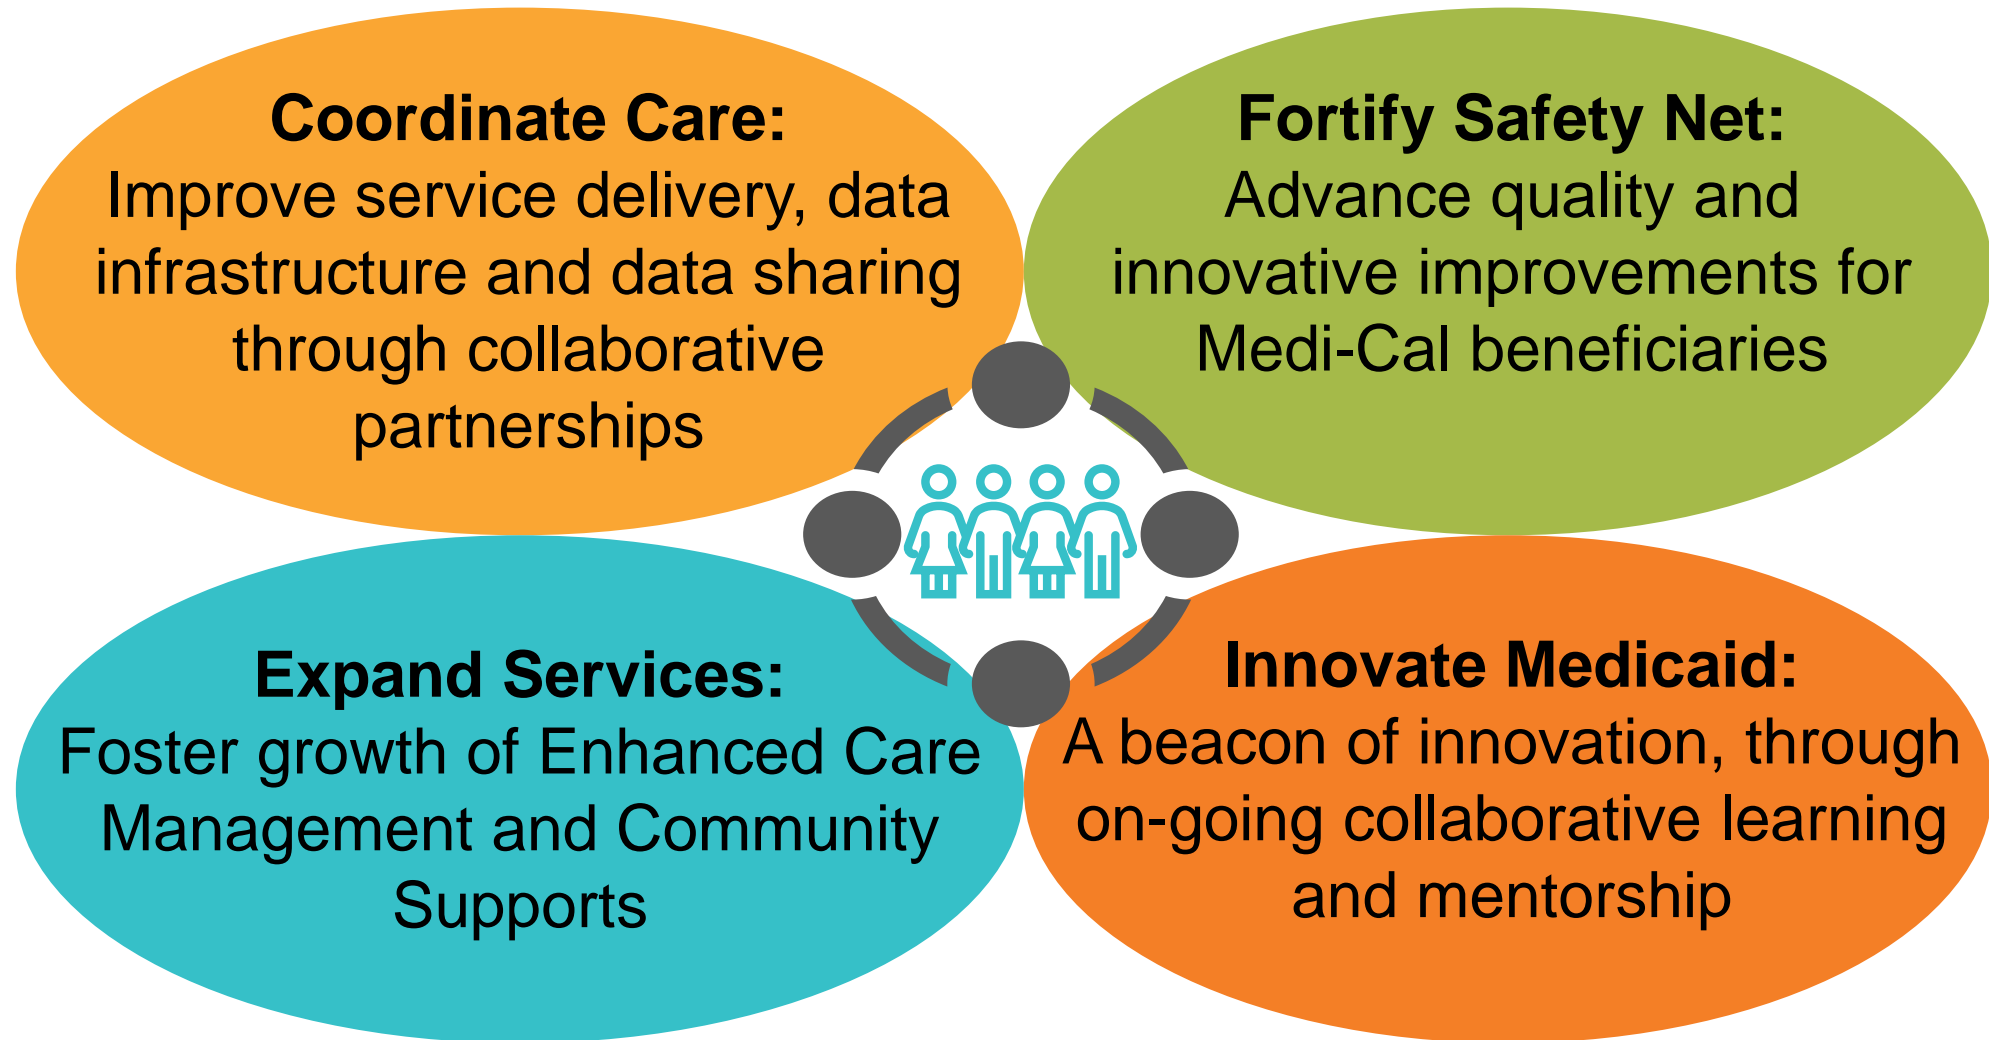 Coordinate Care:
Improve service delivery, data
infrastructure and data sharing
through collaborative
partnerships
Fortify Safety Net:
Advance quality and
innovative improvements for
Medi-Cal beneficiaries
Expand Services:
Foster growth of Enhanced Care
Management and Community
Supports
Innovate Medicaid:
A beacon of innovation, through
on-going collaborative learning
and mentorship